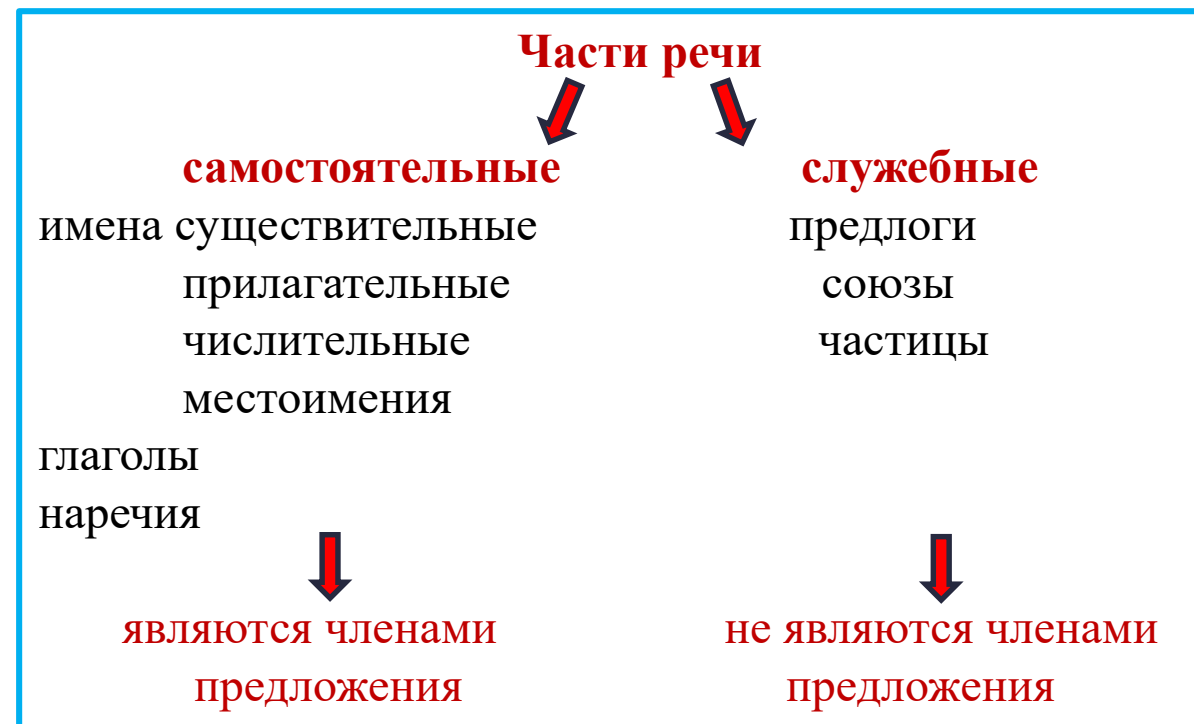 Части речи
самостоятельные служебные
имена существительные предлоги
прилагательные союзы
числительные частицы
местоимения
глаголы
наречия
являются членами не являются членами
предложения предложения